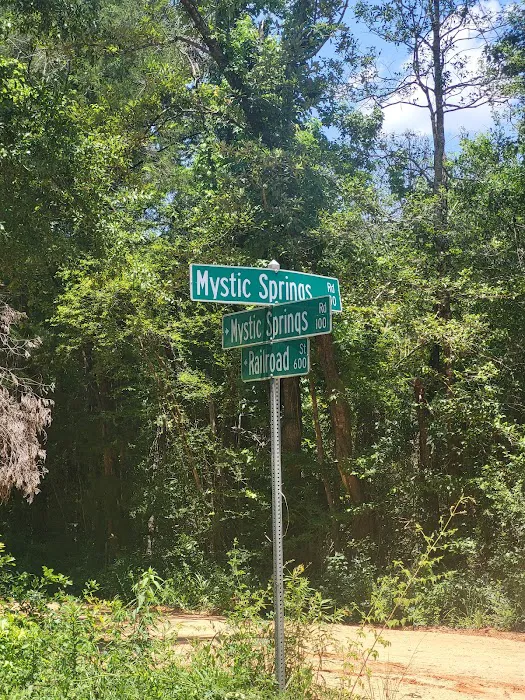 Mystic Springs Rd
Mystic Springs Rd 100
Railroad St 600